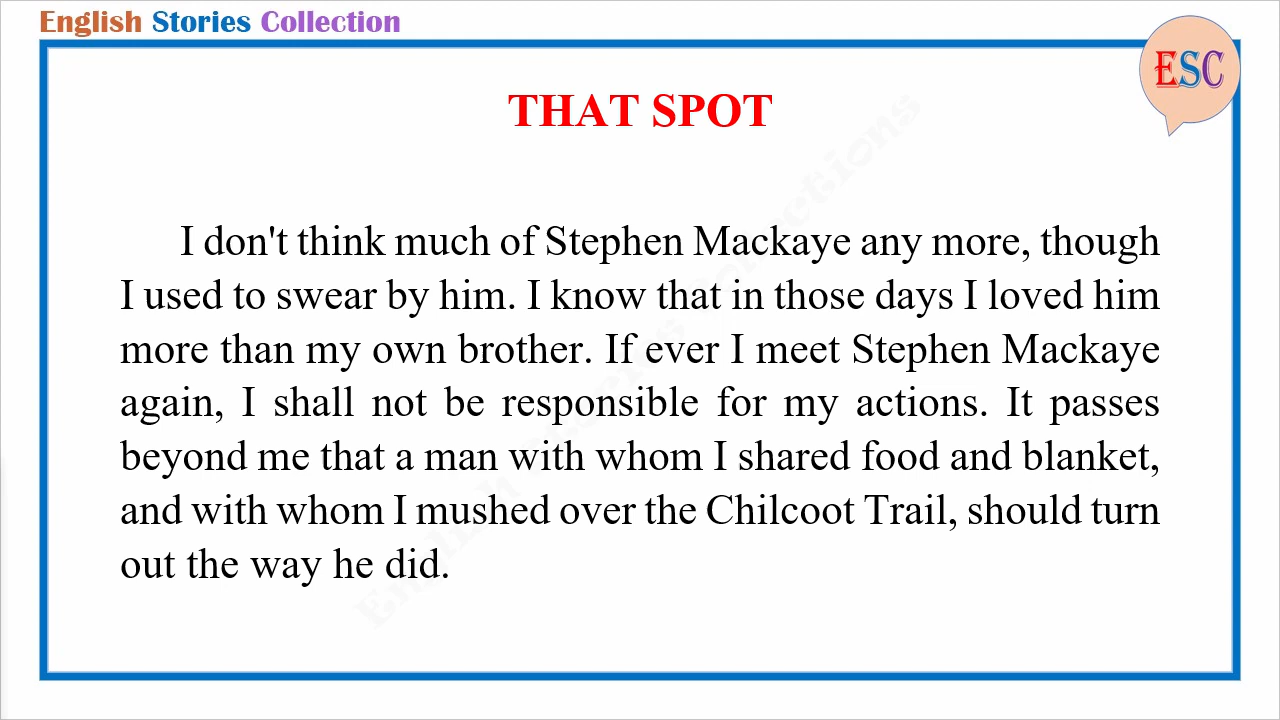 English Stories Collection
ESC
THAT SPOT
I don't think much of Stephen Mackaye any more, though
I used to swear by him. I know that in those days I loved him
more than my own brother. If ever I meet Stephen Mackaye
again, I shall not be responsible for my actions. It passes
beyond me that a man with whom I shared food and blanket,
and with whom I mushed over the Chilcoot Trail, should turn
out the way he did.